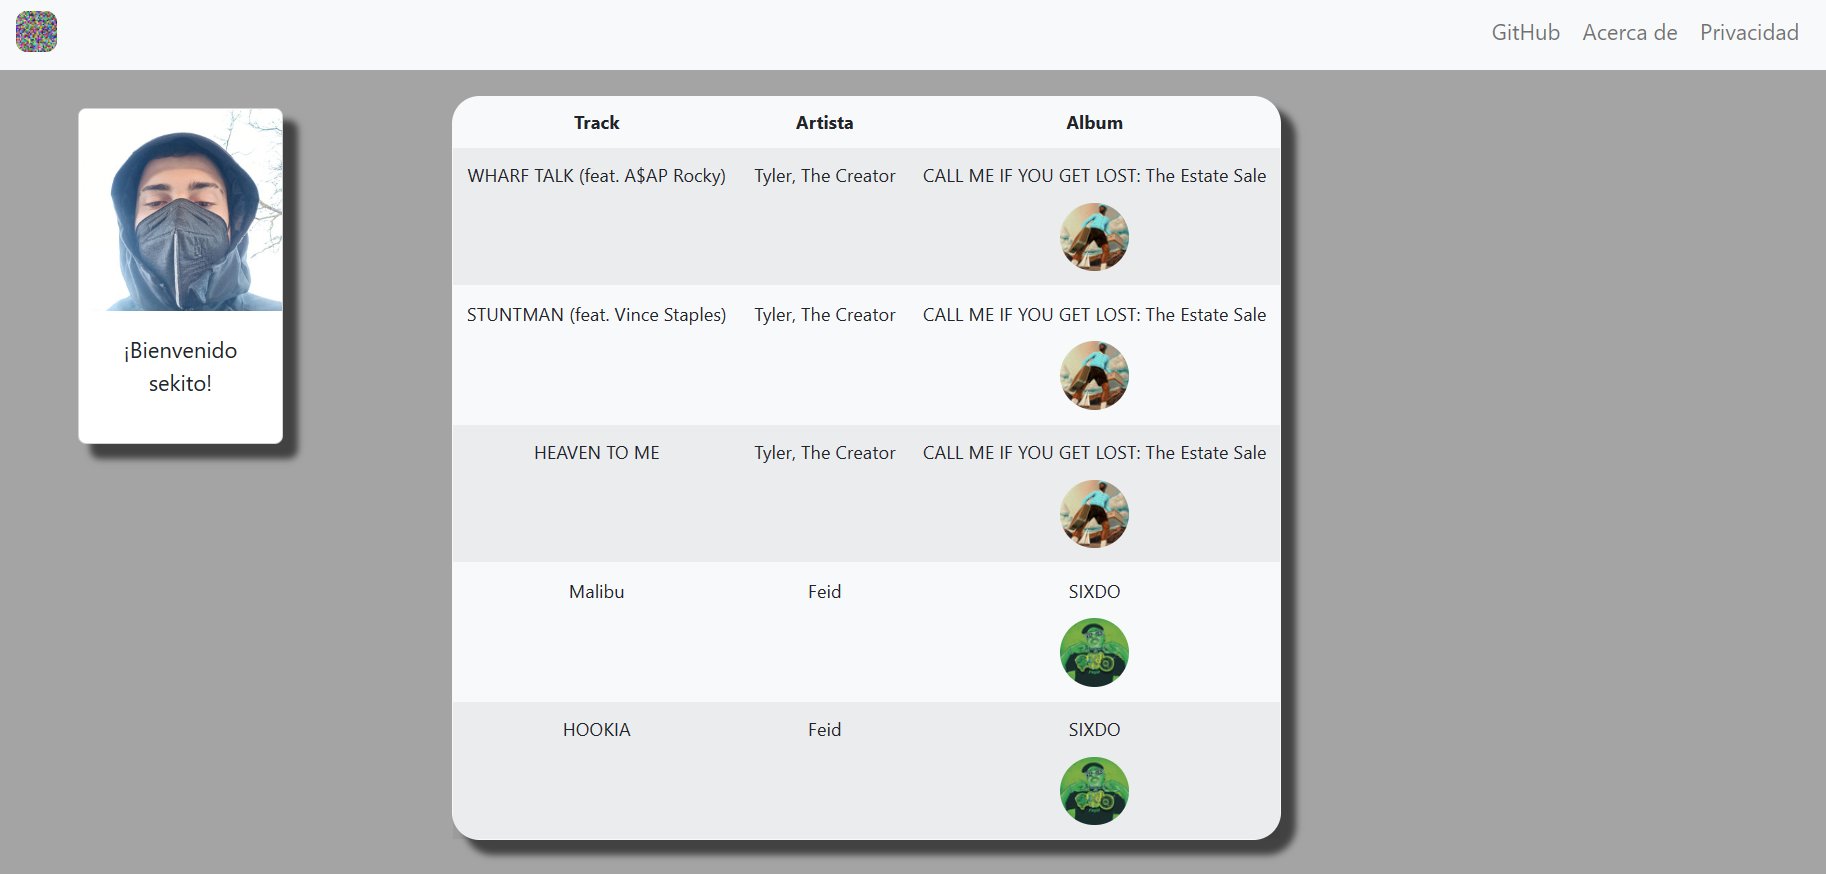 GitHub Acerca de Privacidad
¡Bienvenido
sekito!
Track Artista Album
WHARF TALK (feat. A$AP Rocky) Tyler, The Creator CALL ME IF YOU GET LOST: The Estate Sale
STUNTMAN (feat. Vince Staples) Tyler, The Creator CALL ME IF YOU GET LOST: The Estate Sale
HEAVEN TO ME Tyler, The Creator CALL ME IF YOU GET LOST: The Estate Sale
Malibu Feid SIXDO
HOOKIA Feid SIXDO